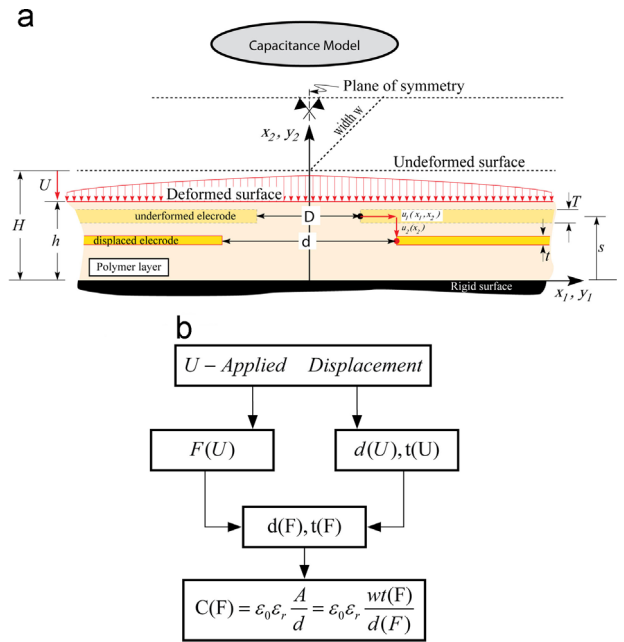 a
Capacitance Model
Plane of symmetry
width w
x₂, y₂
Undeformed surface
U
Deformed surface
H
T
underformed elecrode
D
u₁(x₁,x₂)
u₂(x₂)
h
displaced elecrode
d
t
s
Polymer layer
Rigid surface
x₁, y₁
b
U – Applied Displacement
F(U)
d(U),t(U)
d(F),t(F)
C(F) = ε₀εᵣ A/d = ε₀εᵣ wt(F)/d(F)